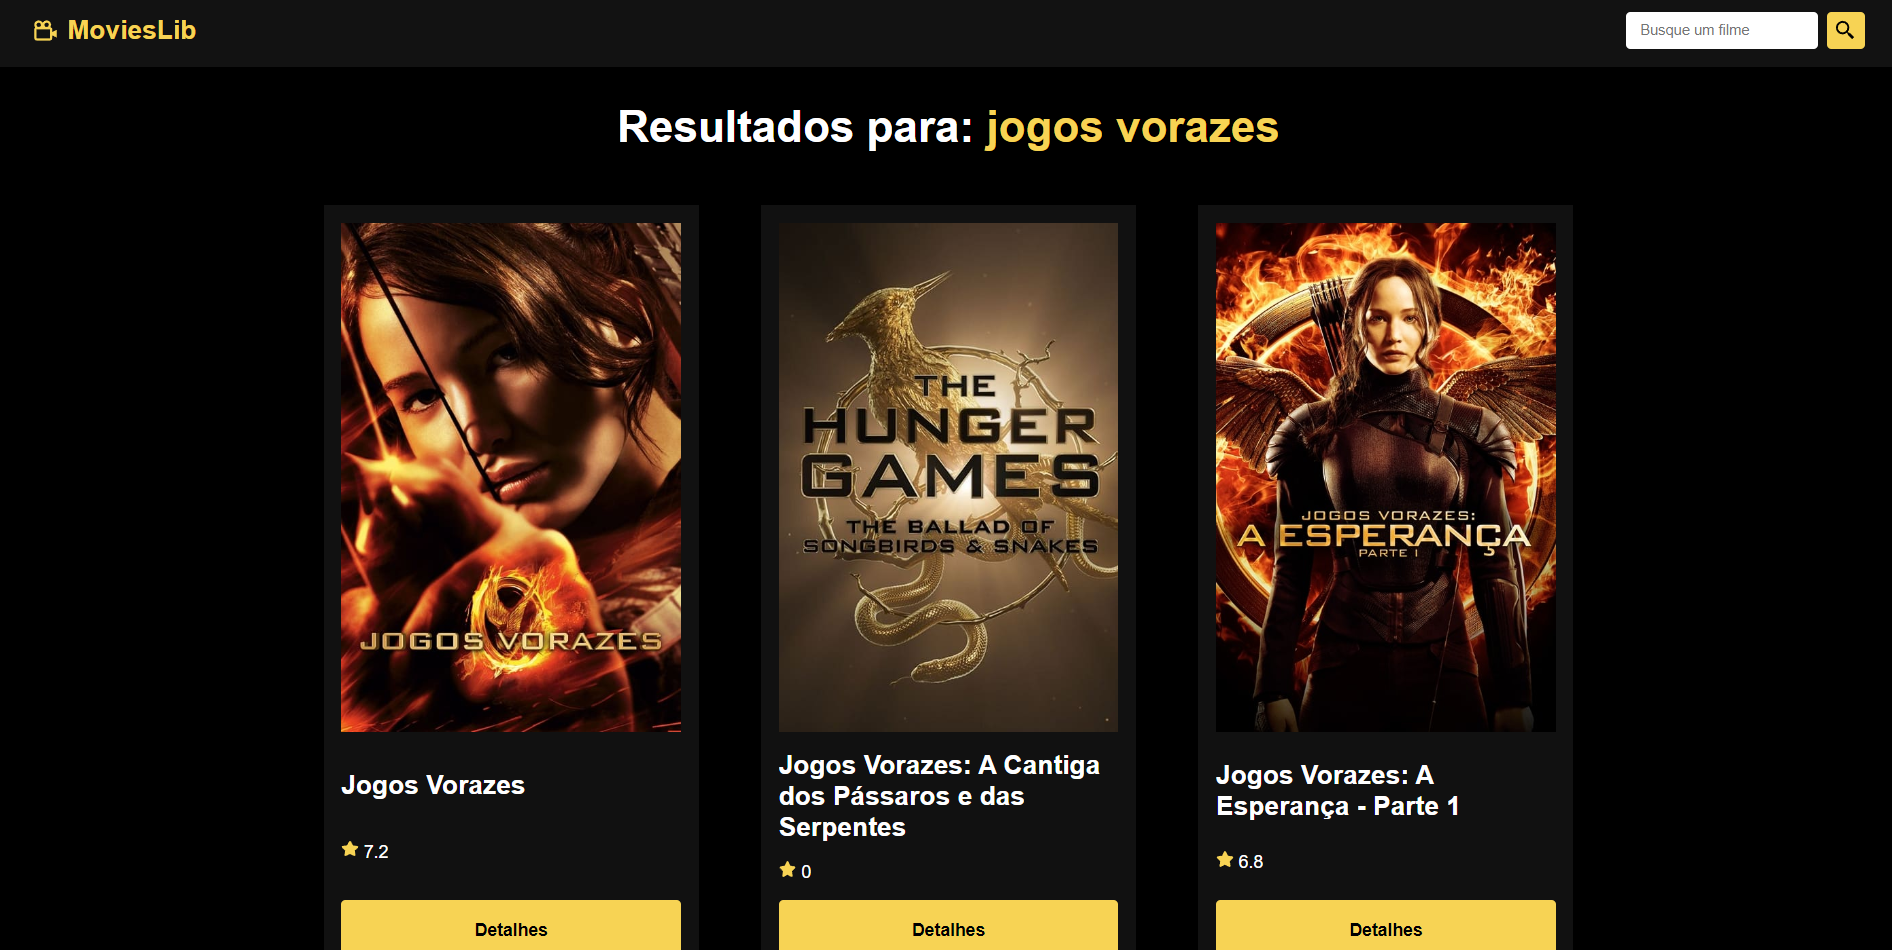 MoviesLib
Busque um filme
Resultados para: jogos vorazes
JOGOS VORAZES
THE
HUNGER
GAMES
THE BALLAD OF
SONGBIRDS & SNAKES
JOGOS VORAZES:
A ESPERANÇA
PARTE 1
Jogos Vorazes
7.2
Detalhes
Jogos Vorazes: A Cantiga
dos Pássaros e das
Serpentes
0
Detalhes
Jogos Vorazes: A
Esperança - Parte 1
6.8
Detalhes